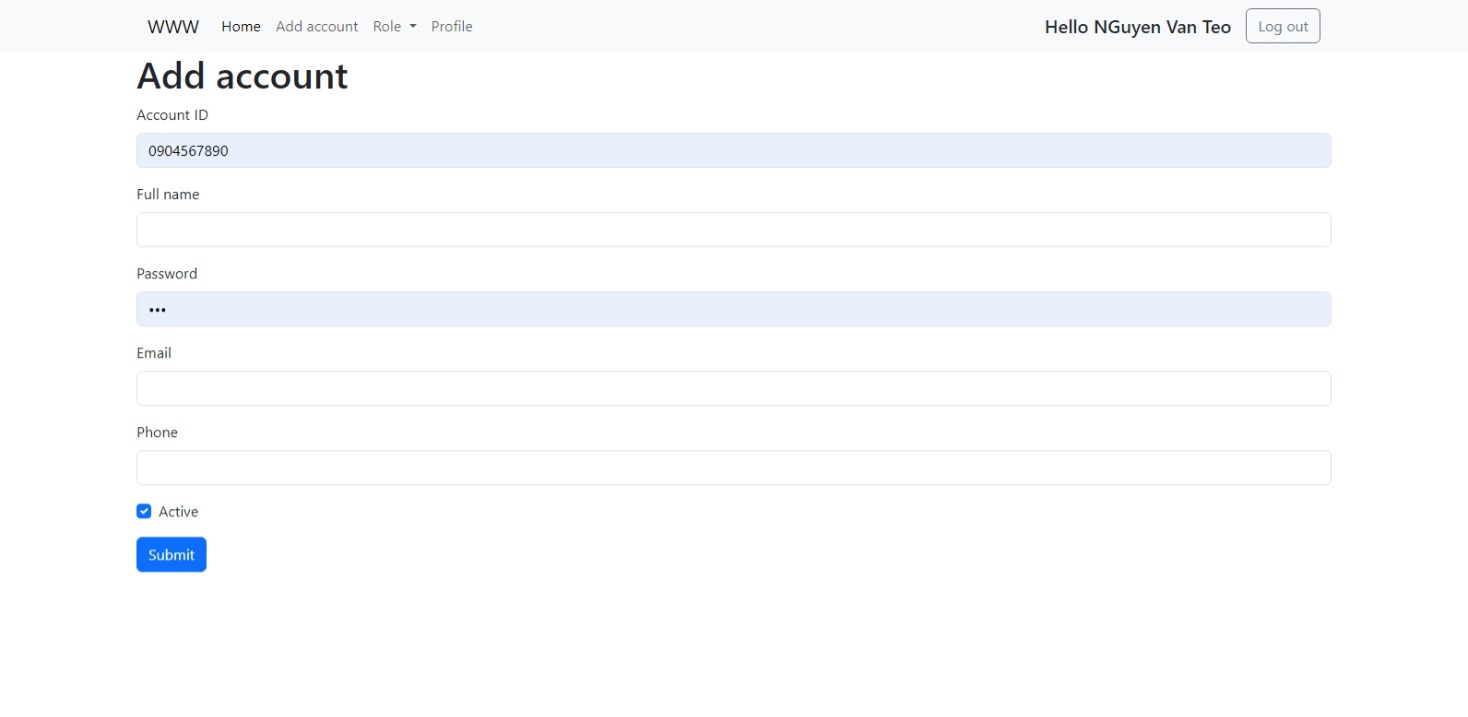 WWW Home Add account Role Profile Hello NGuyen Van Teo Log out
Add account
Account ID
0904567890
Full name
Password
•••
Email
Phone
Active
Submit